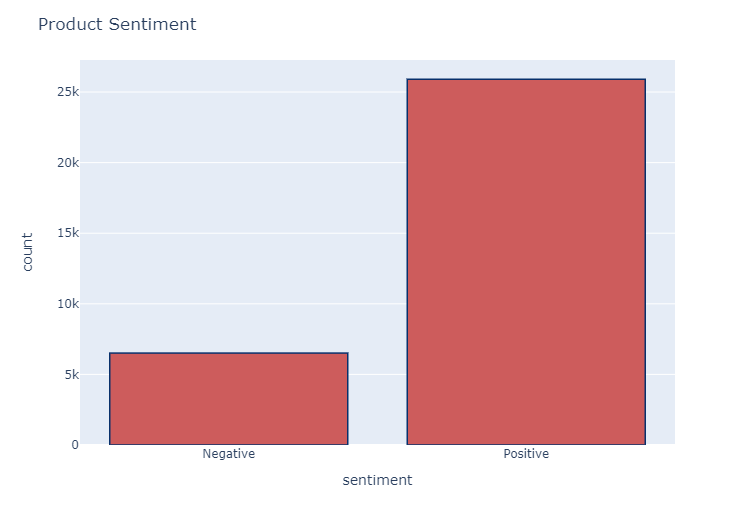 Product Sentiment
25k
20k
15k
10k
5k
0
count
Negative
Positive
sentiment